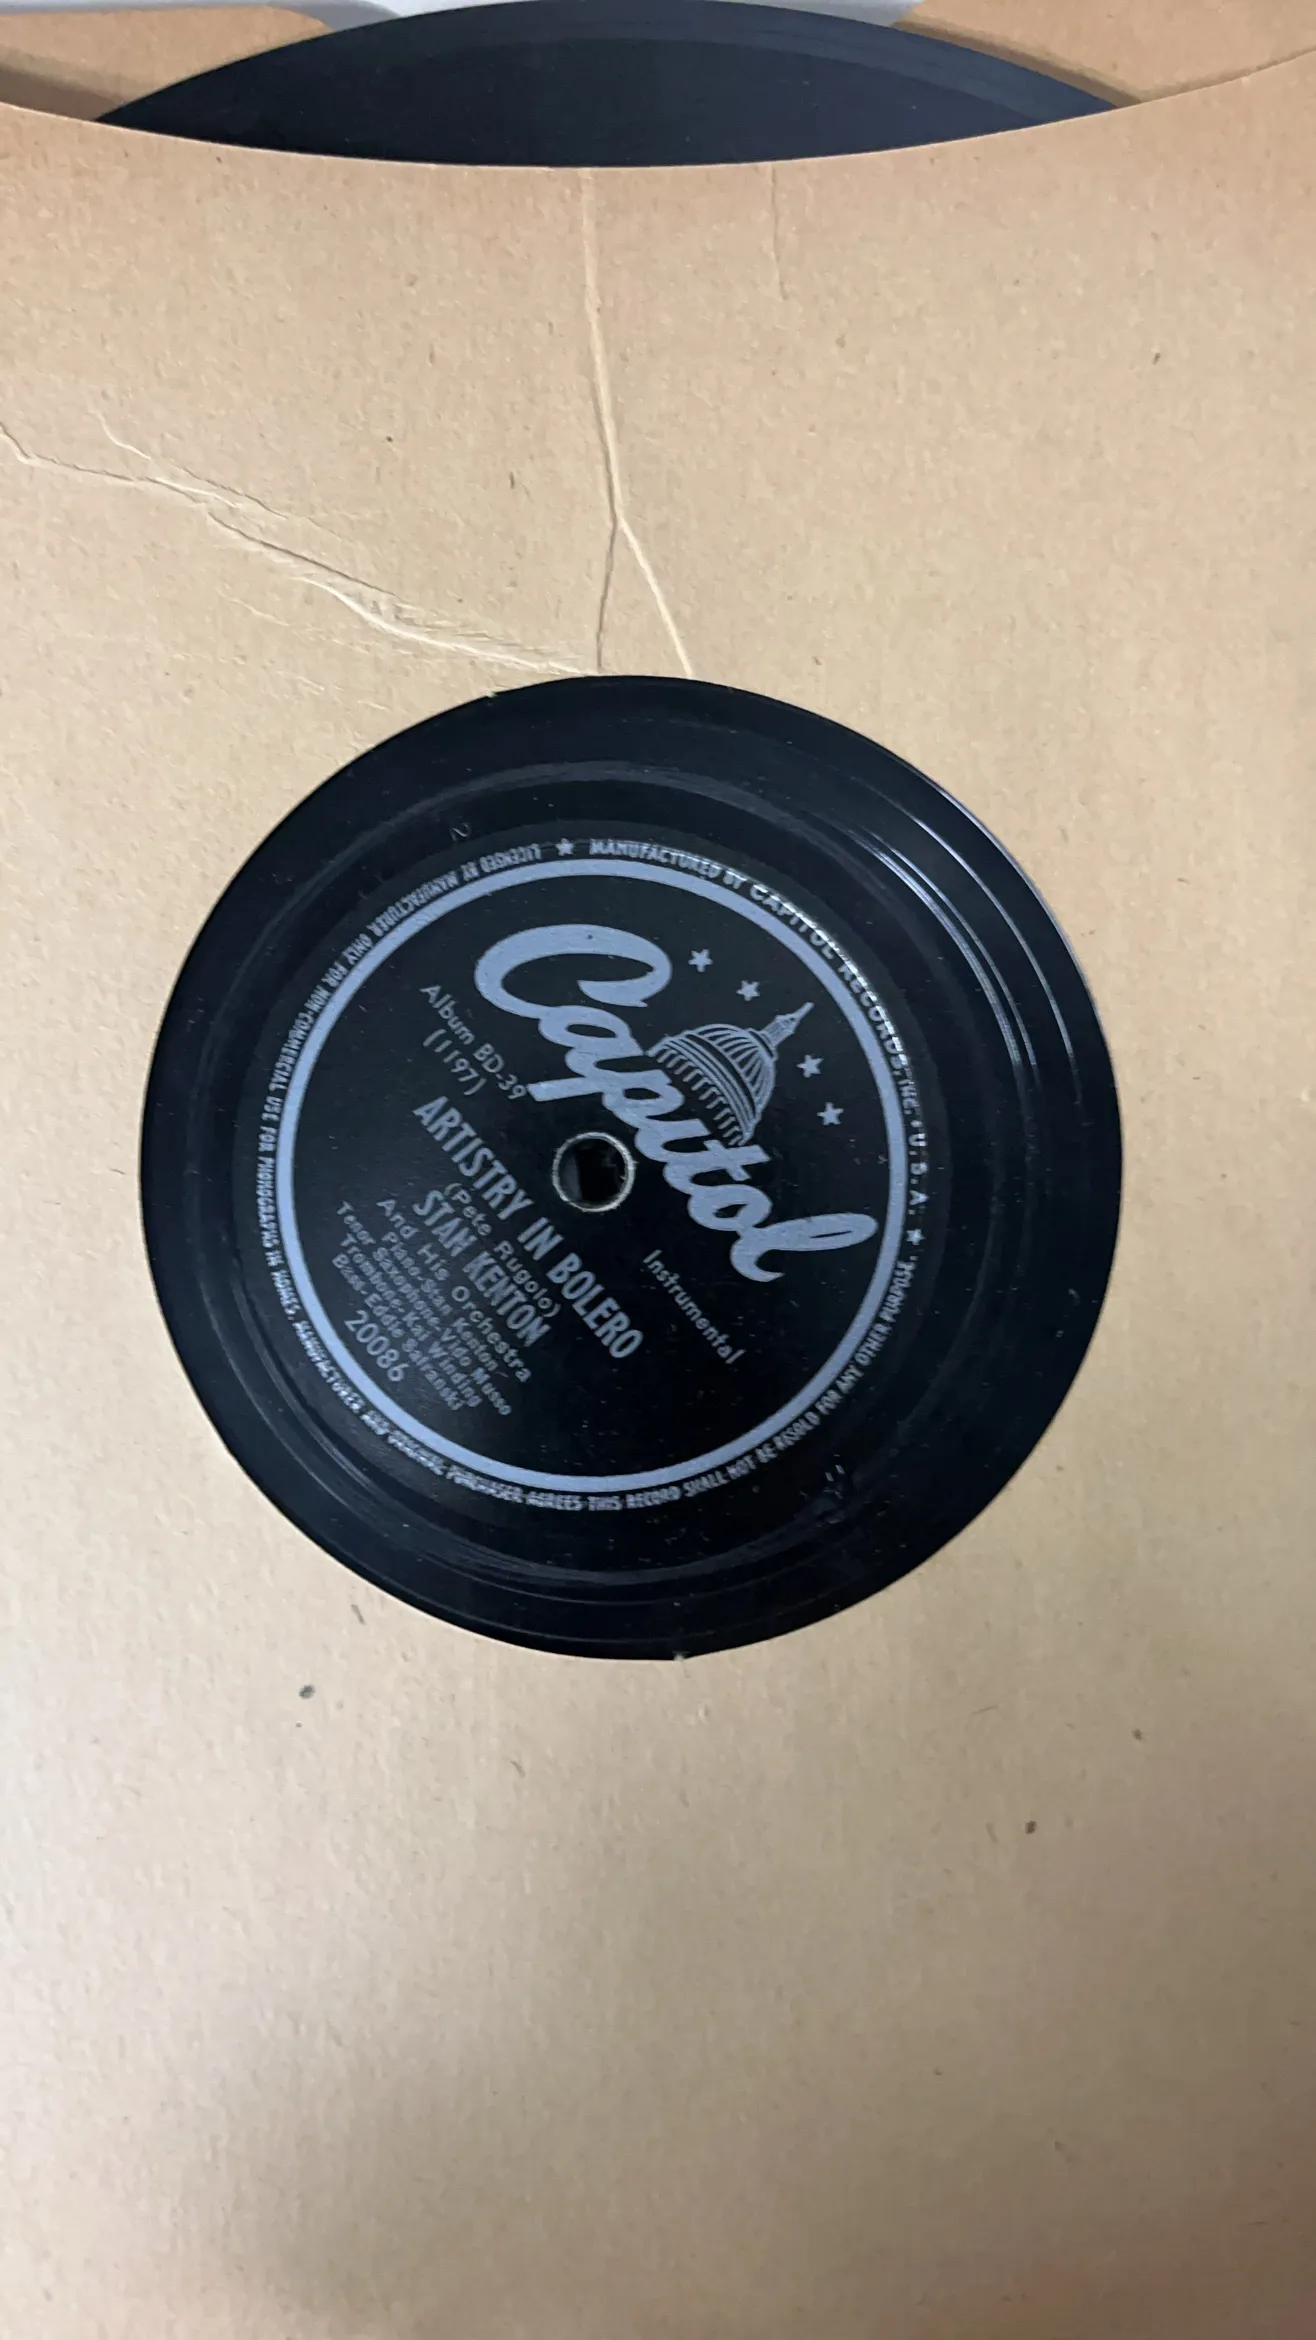 Capitol
Instrumental
Album BD-39
(1197)
ARTISTRY IN BOLERO
(Pete Rugolo)
STAN KENTON
And His Orchestra
Piano-Stan Kenton
Tenor Saxophone-Vido Musso
Trombone-Kai Winding
Bass-Eddie Safranski
20086
★ MANUFACTURED BY CAPITOL RECORDS, INC. • U.S.A. ★
LICENSED BY MANUFACTURER ONLY FOR NON-COMMERCIAL USE FOR PHONOGRAPHS IN HOMES. MANUFACTURER AND ORIGINAL PURCHASER AGREES THIS RECORD SHALL NOT BE RESOLD FOR ANY OTHER PURPOSE.
2